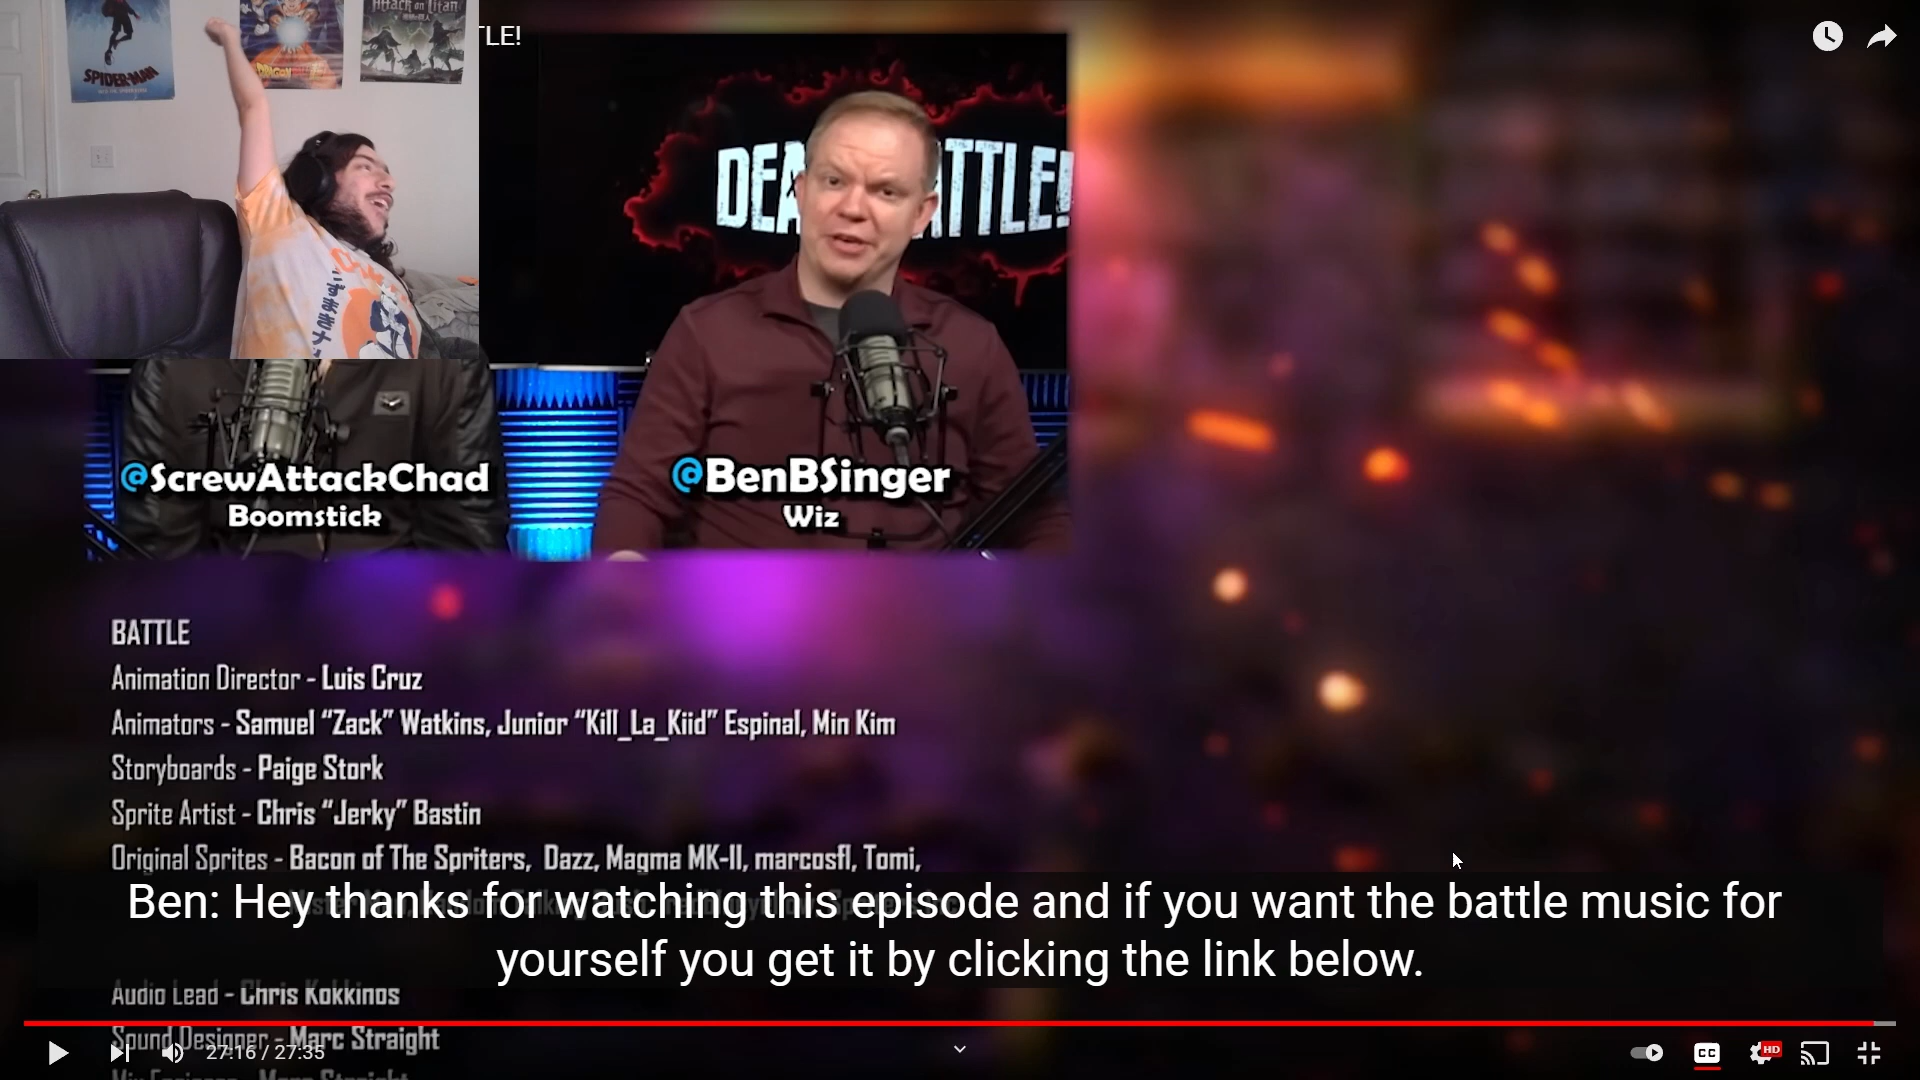 TLE!
Attack on Titan
SPIDER-MAN
DRAGON
DEA ATTLE!
@ScrewAttackChad
Boomstick
@BenBSinger
Wiz
BATTLE
Animation Director - Luis Cruz
Animators - Samuel “Zack” Watkins, Junior “Kill_La_Kiid” Espinal, Min Kim
Storyboards - Paige Stork
Sprite Artist - Chris “Jerky” Bastin
Original Sprites - Bacon of The Spriters, Dazz, Magma MK-II, marcosfl, Tomi,
Ben: Hey thanks for watching this episode and if you want the battle music for
yourself you get it by clicking the link below.
Audio Lead - Chris Kokkinos
Sound Designer - Marc Straight
27:16 / 27:35
CC
HD